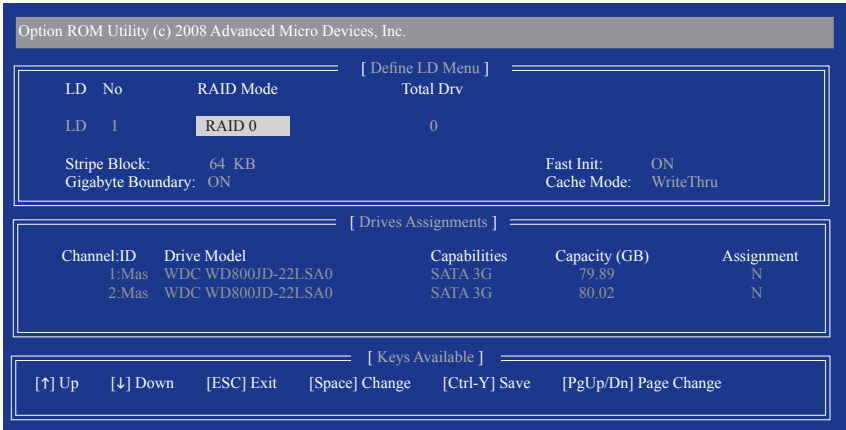 Option ROM Utility (c) 2008 Advanced Micro Devices, Inc.
[ Define LD Menu ]
LD No RAID Mode Total Drv
LD 1 RAID 0 0
Stripe Block: 64 KB Fast Init: ON
Gigabyte Boundary: ON Cache Mode: WriteThru
[ Drives Assignments ]
Channel:ID Drive Model Capabilities Capacity (GB) Assignment
1:Mas WDC WD800JD-22LSA0 SATA 3G 79.89 N
2:Mas WDC WD800JD-22LSA0 SATA 3G 80.02 N
[ Keys Available ]
[↑] Up [↓] Down [ESC] Exit [Space] Change [Ctrl-Y] Save [PgUp/Dn] Page Change